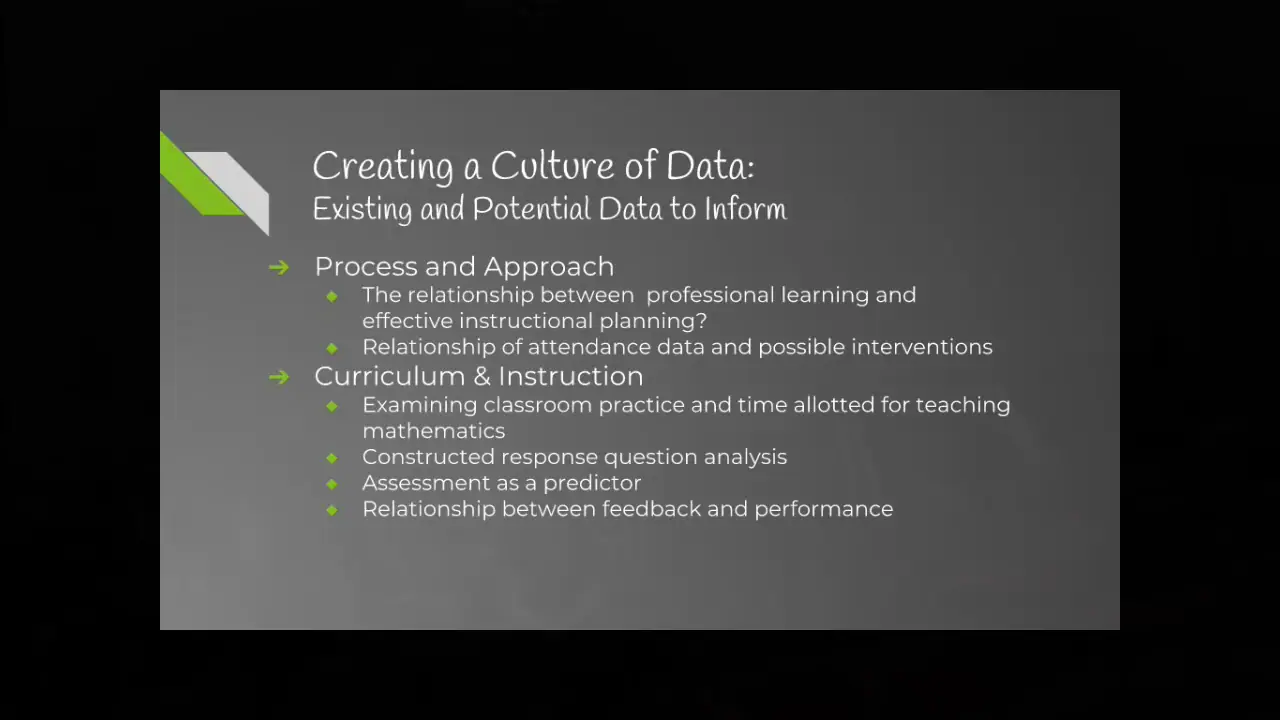 Creating a Culture of Data:
Existing and Potential Data to Inform
➔ Process and Approach
◆ The relationship between professional learning and
effective instructional planning?
◆ Relationship of attendance data and possible interventions
➔ Curriculum & Instruction
◆ Examining classroom practice and time allotted for teaching
mathematics
◆ Constructed response question analysis
◆ Assessment as a predictor
◆ Relationship between feedback and performance